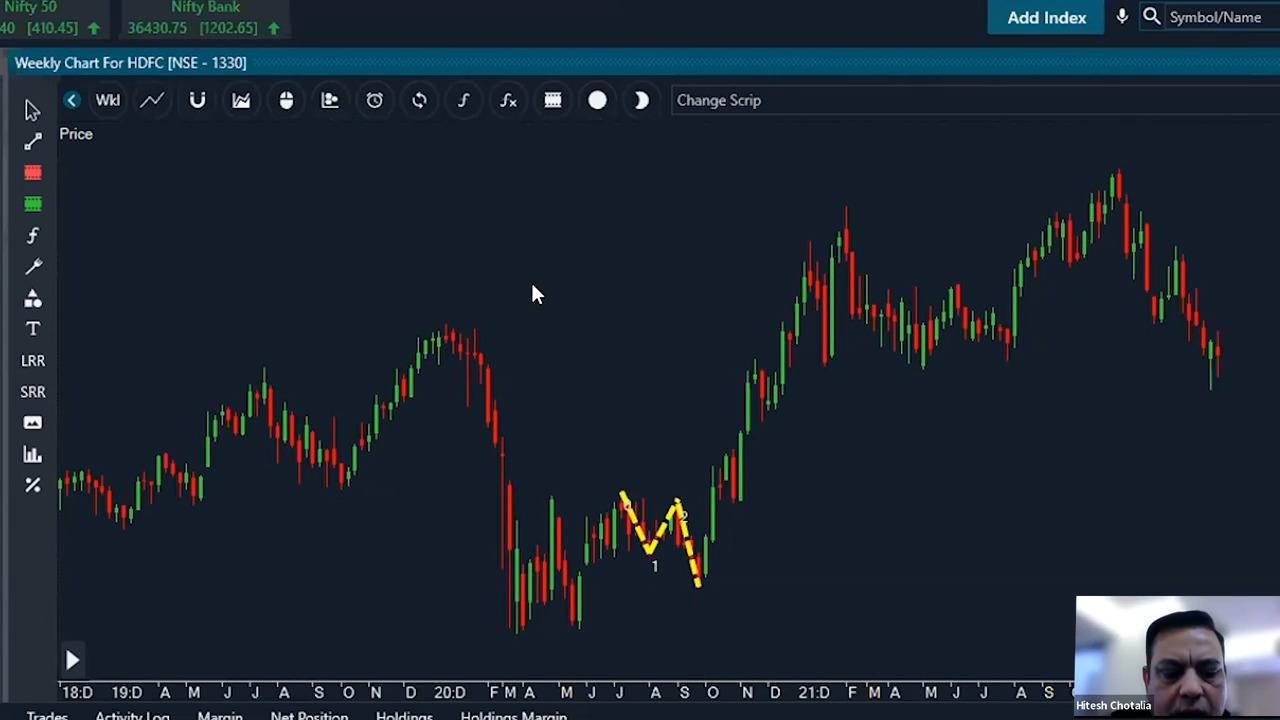 Nifty 50
40 [410.45]
Nifty Bank
36430.75 [1202.65]
Add Index
Symbol/Name
Weekly Chart For HDFC [NSE - 1330]
Wkl
Change Scrip
Price
LRR
SRR
T
2
1
18:D 19:D A M J J A S O N D 20:D F M A M J J A S O N D 21:D F M A M J J A S
Hitesh Chotalia
Trades Activity Log Margin Net Position Holdings Holdings Margin